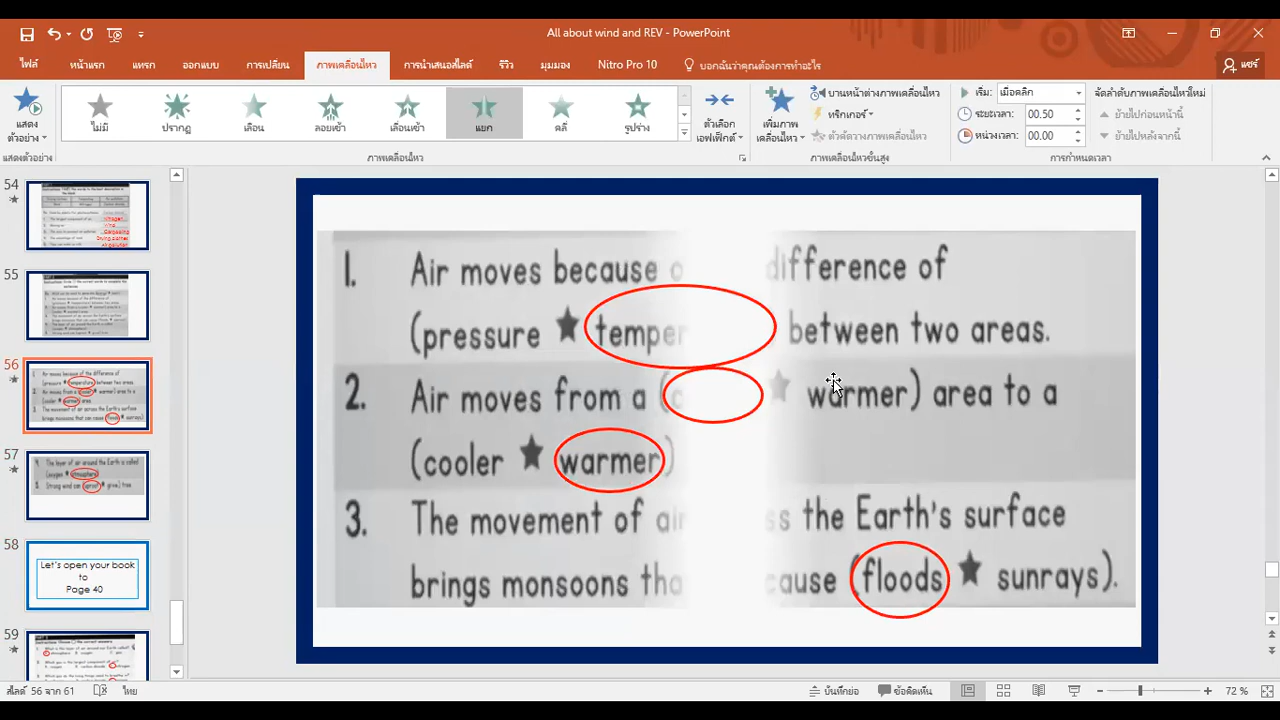 All about wind and REV - PowerPoint
ไฟล์ หน้าแรก แทรก ออกแบบ การเปลี่ยน ภาพเคลื่อนไหว การนำเสนอสไลด์ รีวิว มุมมอง Nitro Pro 10 บอกฉันว่าคุณต้องการทำอะไร แชร์
แสดงตัวอย่าง
ไม่มี ปรากฏ เลือน ลอยเข้า เลื่อนเข้า แยก คลี่ รูปร่าง
ตัวเลือกเอฟเฟ็กต์
เพิ่มภาพเคลื่อนไหว
บานหน้าต่างภาพเคลื่อนไหว
ทริกเกอร์
ตัวคัดวางภาพเคลื่อนไหว
เริ่ม: เมื่อคลิก
ระยะเวลา: 00.50
หน่วงเวลา: 00.00
จัดลำดับภาพเคลื่อนไหวใหม่
ย้ายไปก่อนหน้านี้
ย้ายไปหลังจากนี้
แสดงตัวอย่าง ภาพเคลื่อนไหว ภาพเคลื่อนไหวขั้นสูง การกำหนดเวลา
54
55
56
57
58
Let's open your book
to
Page 40
59
1. Air moves because difference of
(pressure ★ temper between two areas.
2. Air moves from a ( ★ warmer) area to a
(cooler ★ warmer)
3. The movement of air the Earth's surface
brings monsoons tha cause (floods ★ sunrays).
สไลด์ 56 จาก 61 ไทย บันทึกย่อ ข้อคิดเห็น 72 %